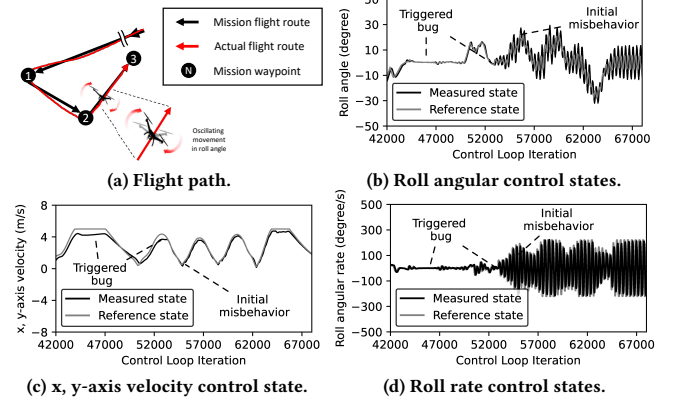 Mission flight route
Actual flight route
N Mission waypoint
1
2
3
Oscillating
movement
in roll angle
(a) Flight path.
50
30
10
−10
−30
−50
Roll angle (degree)
Triggered
bug
Initial
misbehavior
Measured state
Reference state
42000 47000 52000 57000 62000 67000
Control Loop Iteration
(b) Roll angular control states.
8
4
0
−4
−8
x, y-axis velocity (m/s)
Triggered
bug
Initial
misbehavior
Measured state
Reference state
42000 47000 52000 57000 62000 67000
Control Loop Iteration
(c) x, y-axis velocity control state.
500
300
100
−100
−300
−500
Roll angular rate (degree/s)
Triggered
bug
Initial
misbehavior
Measured state
Reference state
42000 47000 52000 57000 62000 67000
Control Loop Iteration
(d) Roll rate control states.